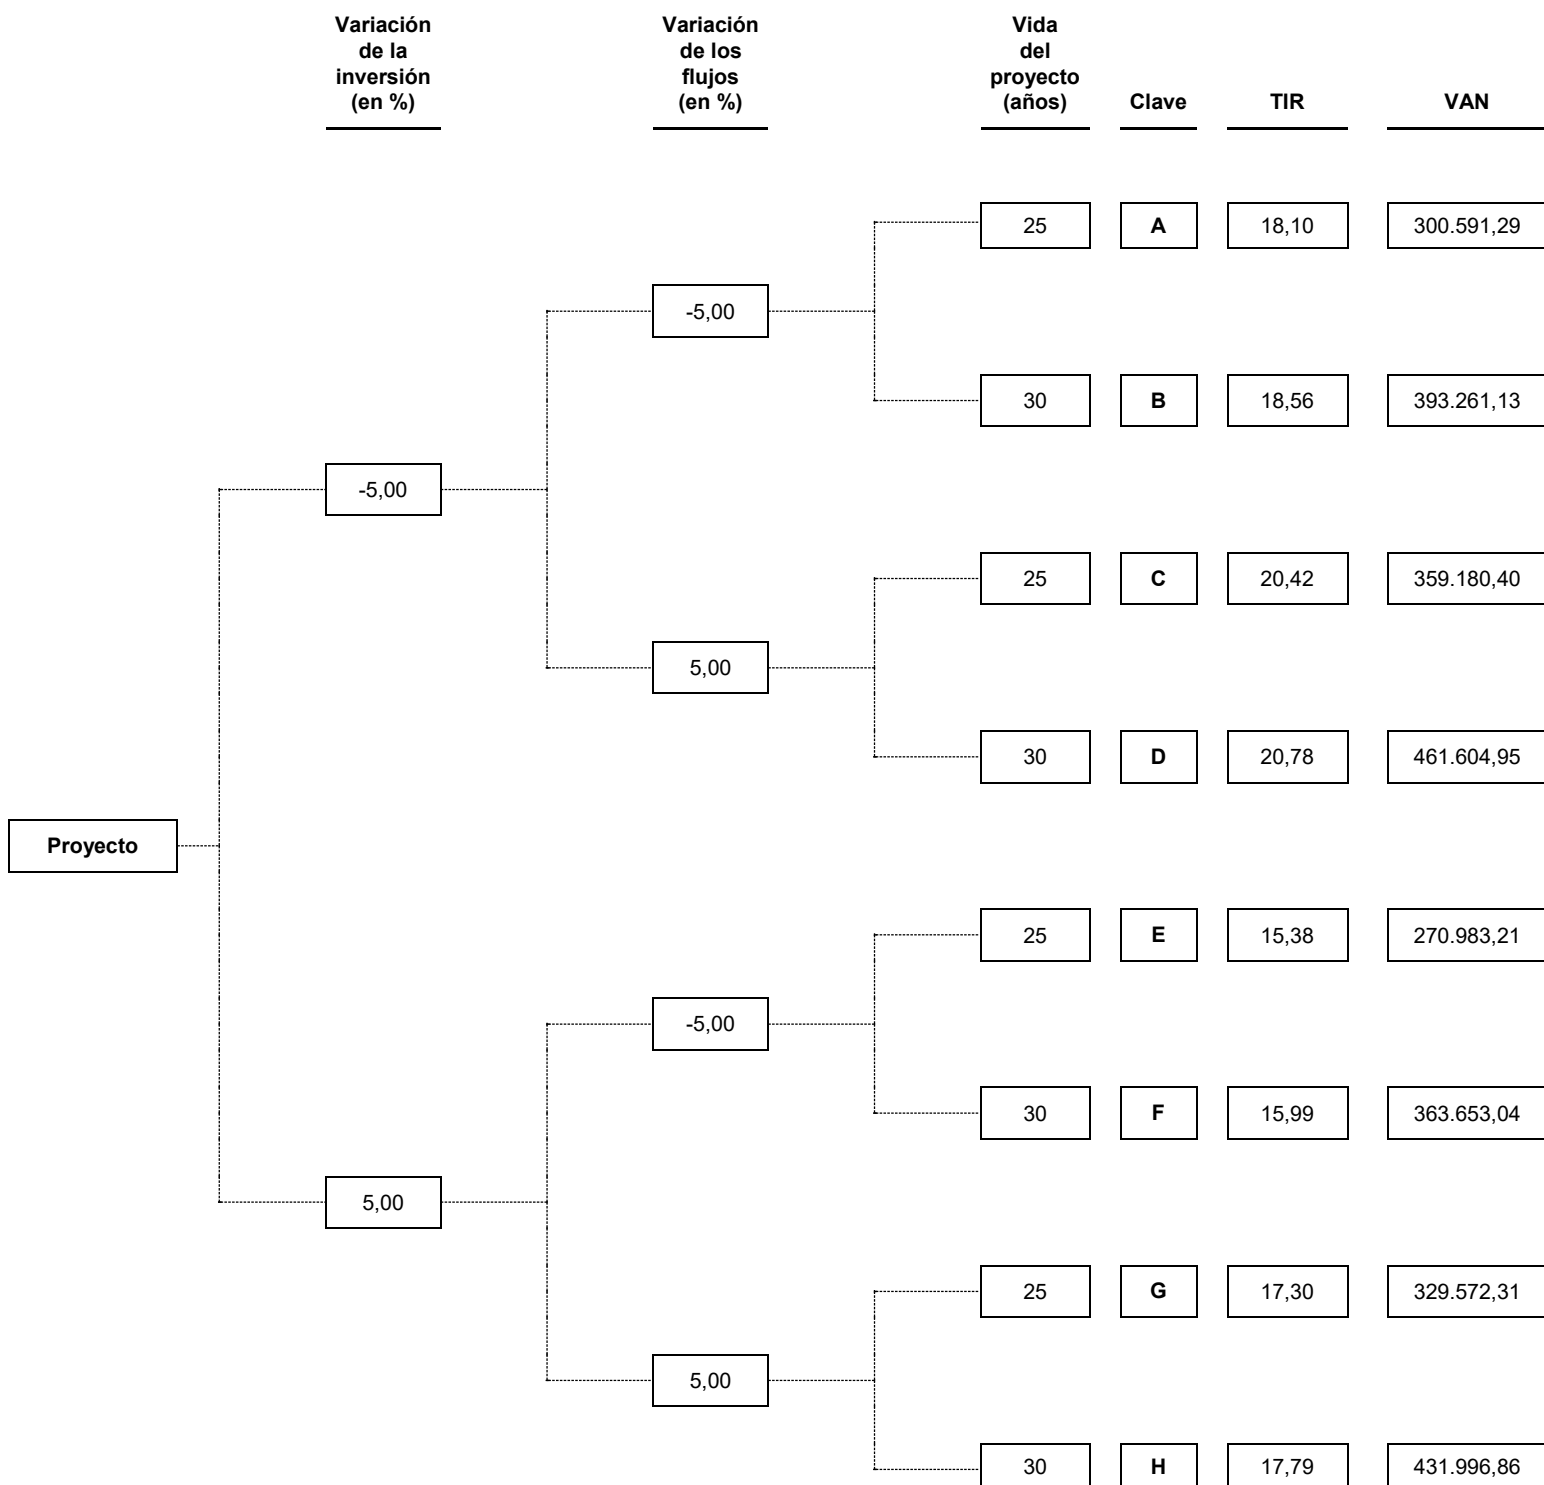 Variación
de la
inversión
(en %)
Variación
de los
flujos
(en %)
Vida
del
proyecto
(años)
Clave
TIR
VAN
25 A 18,10 300.591,29
-5,00
30 B 18,56 393.261,13
-5,00
25 C 20,42 359.180,40
5,00
30 D 20,78 461.604,95
Proyecto
25 E 15,38 270.983,21
-5,00
30 F 15,99 363.653,04
5,00
25 G 17,30 329.572,31
5,00
30 H 17,79 431.996,86